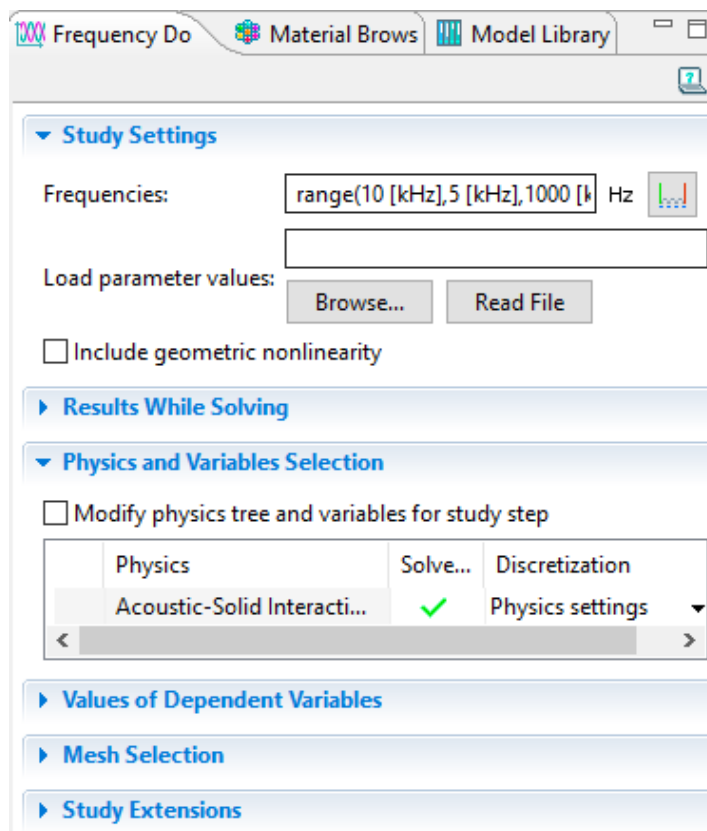 Frequency Do Material Brows Model Library
Study Settings
Frequencies: range(10 [kHz],5 [kHz],1000 [k Hz
Load parameter values:
Browse... Read File
Include geometric nonlinearity
Results While Solving
Physics and Variables Selection
Modify physics tree and variables for study step
Physics Solve... Discretization
Acoustic-Solid Interacti... Physics settings
Values of Dependent Variables
Mesh Selection
Study Extensions